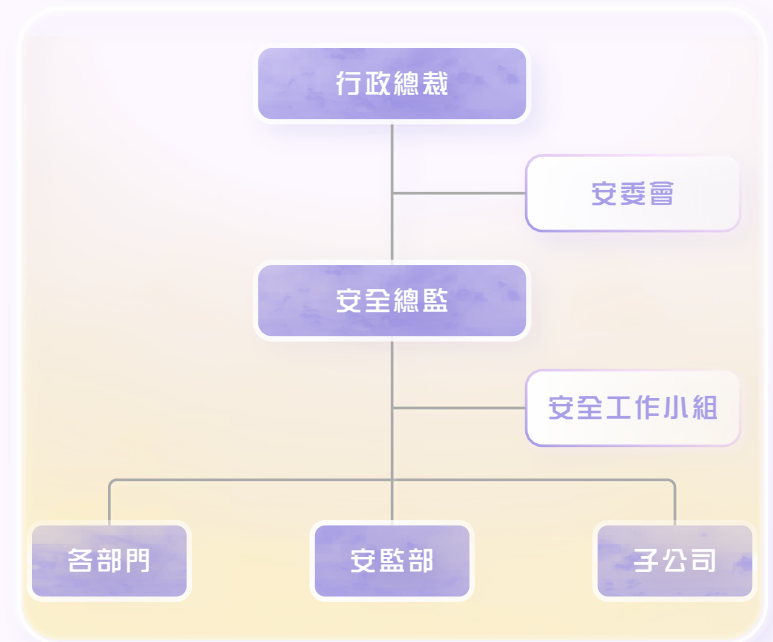 行政總裁
安委會
安全總監
安全工作小組
各部門
安監部
子公司